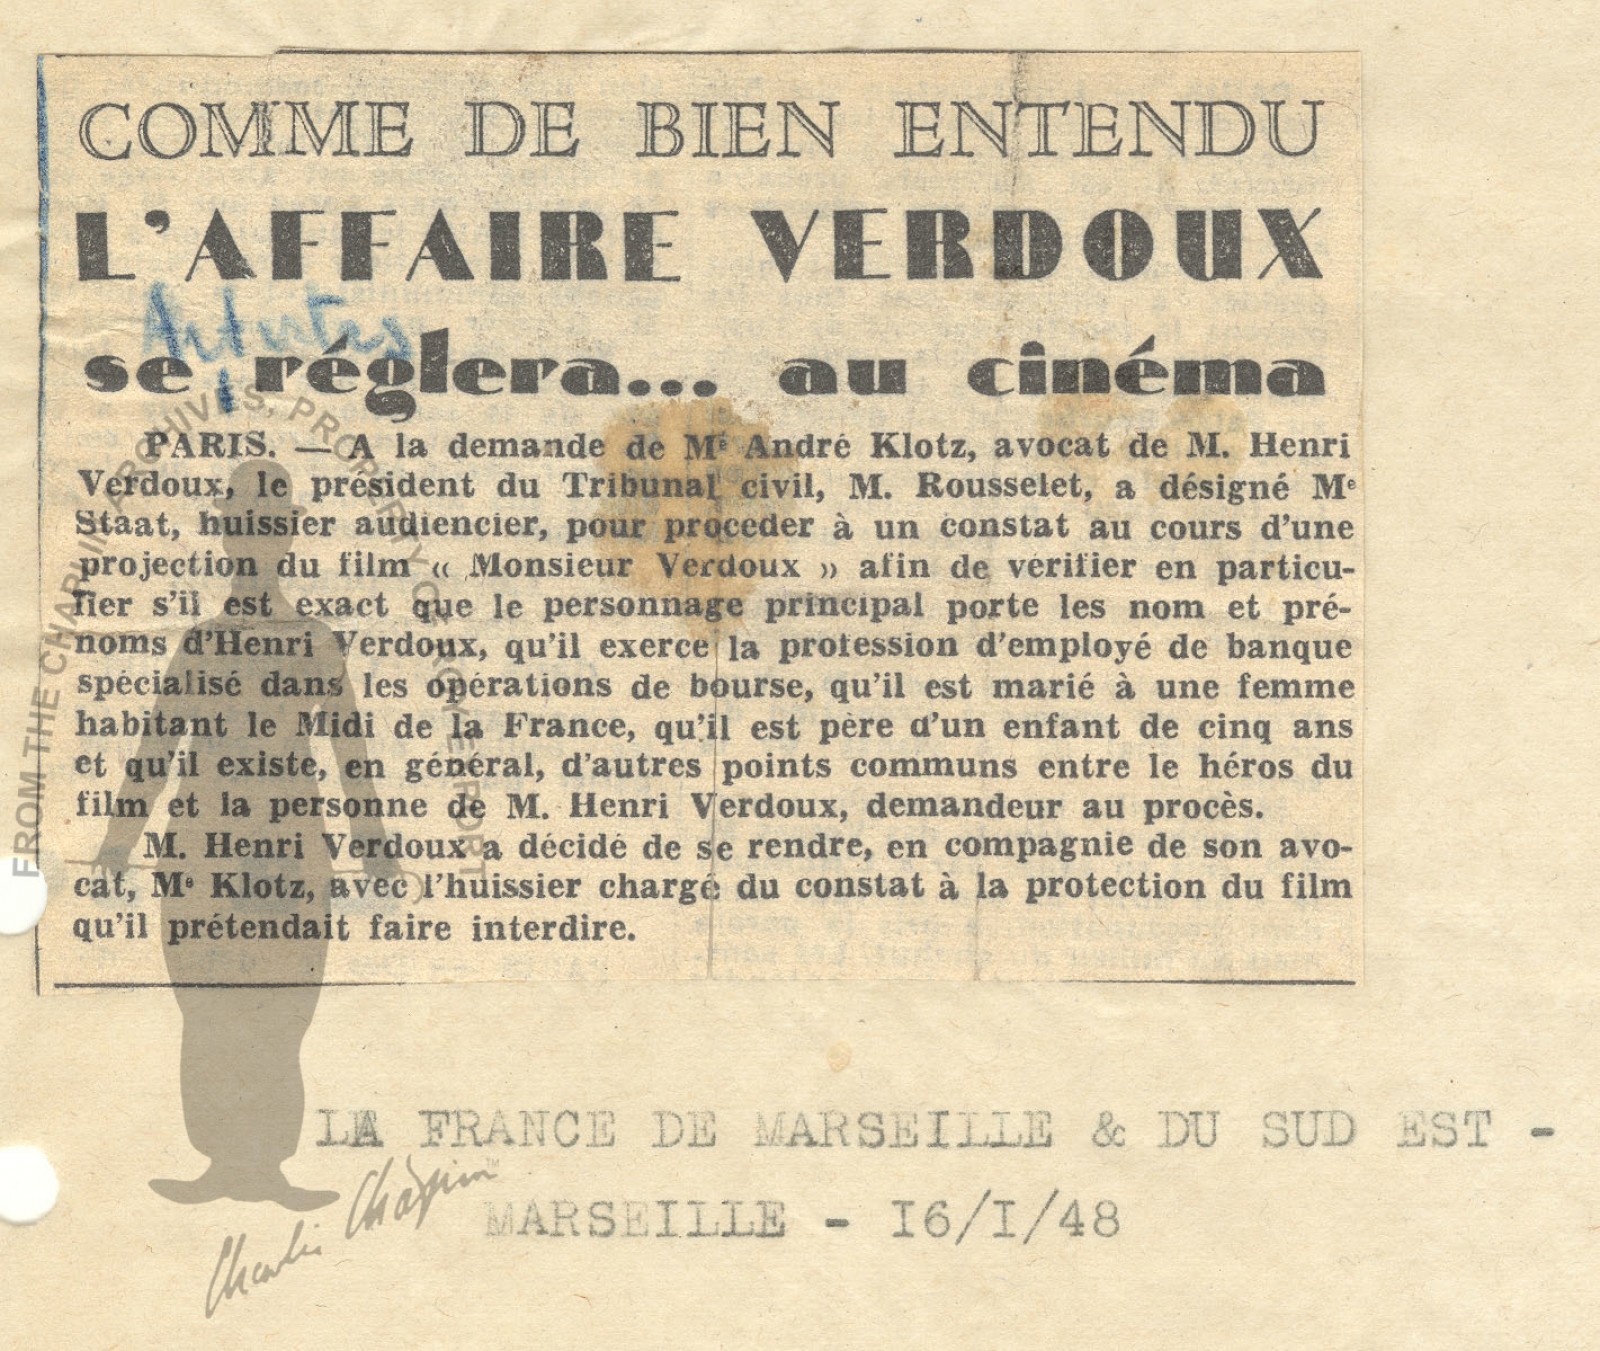 COMME DE BIEN ENTENDU
L'AFFAIRE VERDOUX
Artistes
se réglera... au cinéma
PARIS. — A la demande de Me André Klotz, avocat de M. Henri
Verdoux, le président du Tribunal civil, M. Rousselet, a désigné Me
Staat, huissier audiencier, pour proceder à un constat au cours d'une
projection du film « Monsieur Verdoux » afin de vérifier en particu-
lier s'il est exact que le personnage principal porte les nom et pré-
noms d'Henri Verdoux, qu'il exerce la profession d'employé de banque
spécialisé dans les opérations de bourse, qu'il est marié à une femme
habitant le Midi de la France, qu'il est père d'un enfant de cinq ans
et qu'il existe, en général, d'autres points communs entre le héros du
film et la personne de M. Henri Verdoux, demandeur au procès.
M. Henri Verdoux a décidé de se rendre, en compagnie de son avo-
cat, Me Klotz, avec l'huissier chargé du constat à la protection du film
qu'il prétendait faire interdire.
FROM THE CHAPLIN ARCHIVES, PROPERTY OF ROY EXPORT
LA FRANCE DE MARSEILLE & DU SUD EST -
MARSEILLE - I6/I/48
Charlie Chaplin